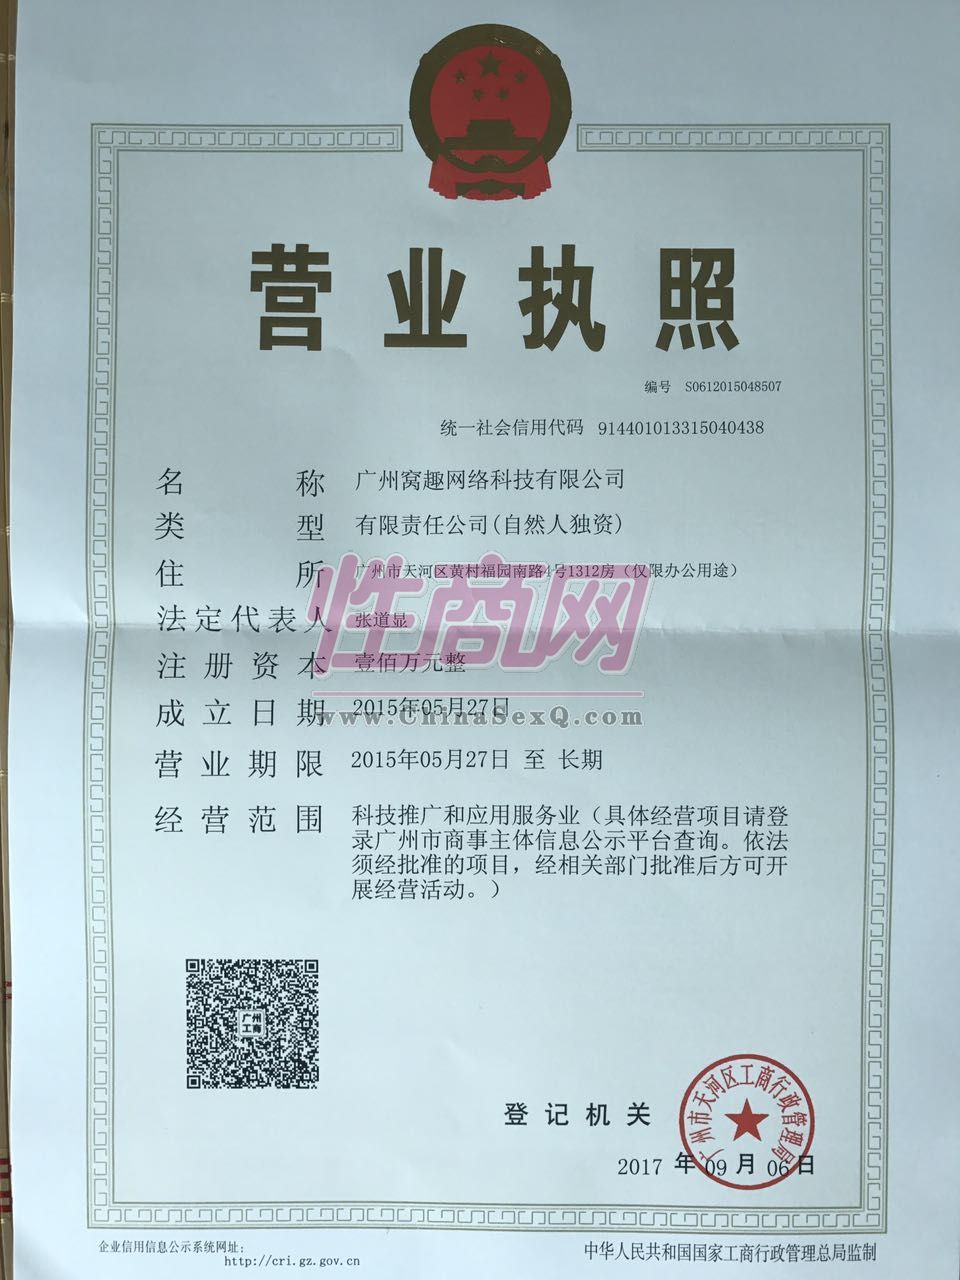 营业执照
编号 S0612015048507
统一社会信用代码 914401013315040438
名称 广州窝趣网络科技有限公司
类型 有限责任公司(自然人独资)
住所 广州市天河区黄村福园南路4号1312房（仅限办公用途）
法定代表人 张道显
性商网
注册资本 壹佰万元整
成立日期 2015年05月27日
www.ChinaSexQ.com
营业期限 2015年05月27日 至 长期
经营范围 科技推广和应用服务业（具体经营项目请登
录广州市商事主体信息公示平台查询。依法
须经批准的项目，经相关部门批准后方可开
展经营活动。）
广州
工商
登记机关
广州市天河区工商行政管理局
2017 年 09 月 06 日
企业信用信息公示系统网址：
http://cri.gz.gov.cn
中华人民共和国国家工商行政管理总局监制